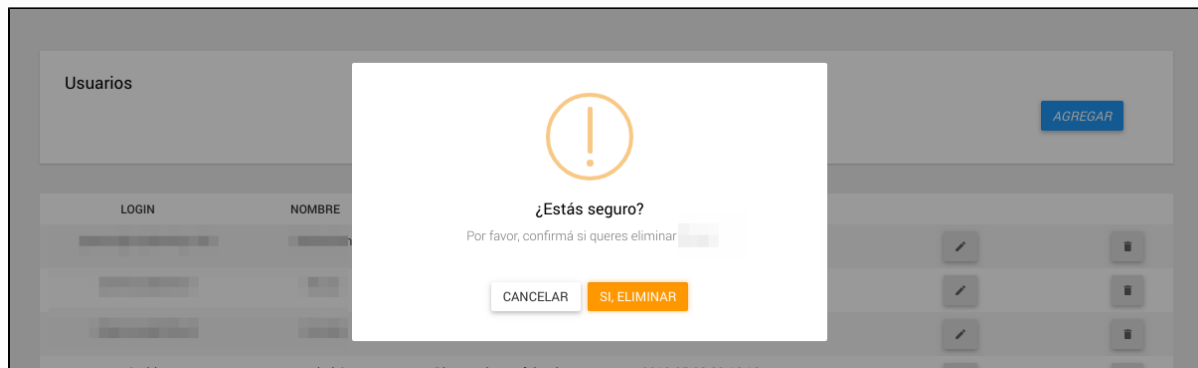 Usuarios
AGREGAR
LOGIN NOMBRE
¿Estás seguro?
Por favor, confirmá si queres eliminar
CANCELAR SI, ELIMINAR